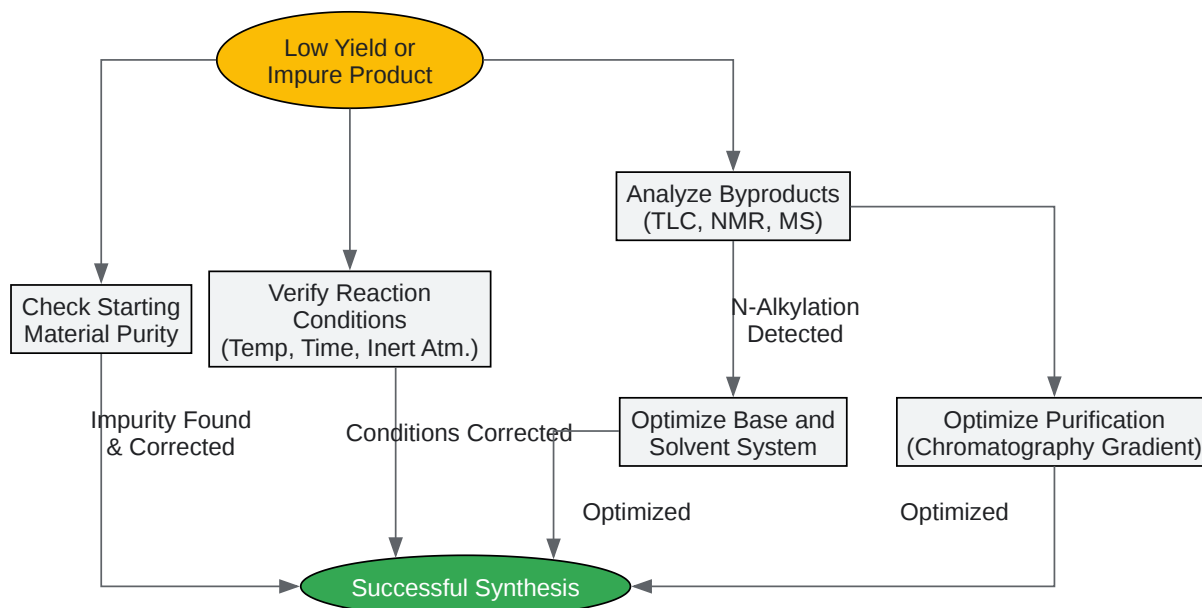 Low Yield or
Impure Product
Analyze Byproducts
(TLC, NMR, MS)
Check Starting
Material Purity
Verify Reaction
Conditions
(Temp, Time, Inert Atm.)
N-Alkylation
Detected
Impurity Found
& Corrected
Conditions Corrected
Optimize Base and
Solvent System
Optimize Purification
(Chromatography Gradient)
Optimized
Optimized
Successful Synthesis